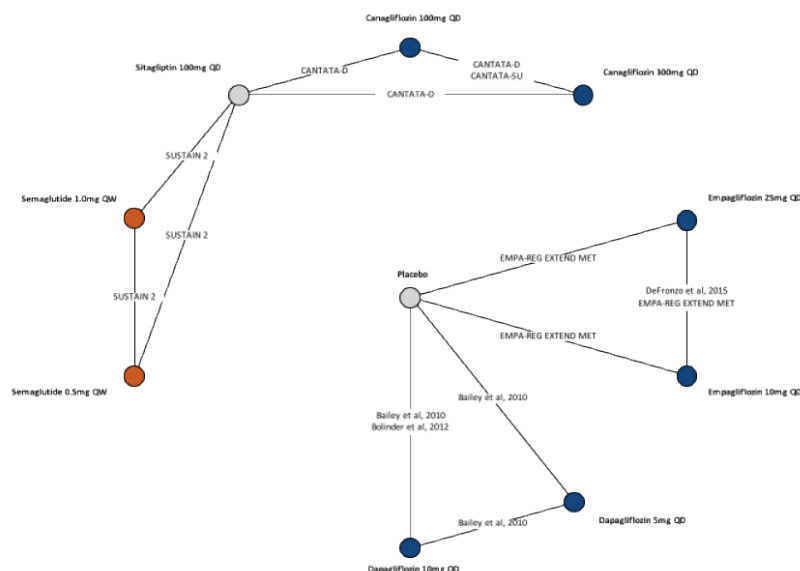 Canagliflozin 100mg QD
Sitagliptin 100mg QD
CANTATA-D
CANTATA-D
CANTATA-SU
Canagliflozin 300mg QD
CANTATA-D
SUSTAIN 2
Semaglutide 1.0mg QW
Empagliflozin 25mg QD
SUSTAIN 2
EMPA-REG EXTEND MET
Placebo
SUSTAIN 2
DeFronzo et al, 2015
EMPA-REG EXTEND MET
EMPA-REG EXTEND MET
Semaglutide 0.5mg QW
Empagliflozin 10mg QD
Bailey et al, 2010
Bailey et al, 2010
Bolinder et al, 2012
Dapagliflozin 5mg QD
Bailey et al, 2010
Dapagliflozin 10mg QD